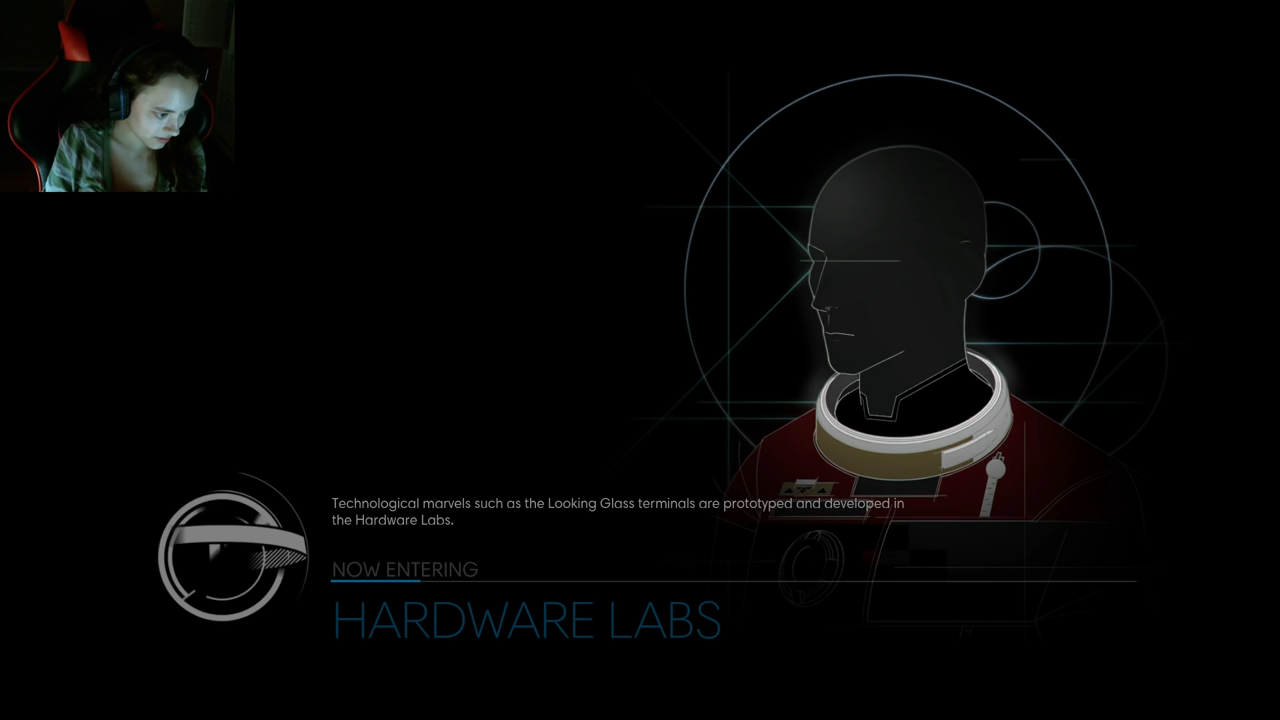 Technological marvels such as the Looking Glass terminals are prototyped and developed in
the Hardware Labs.
NOW ENTERING
HARDWARE LABS